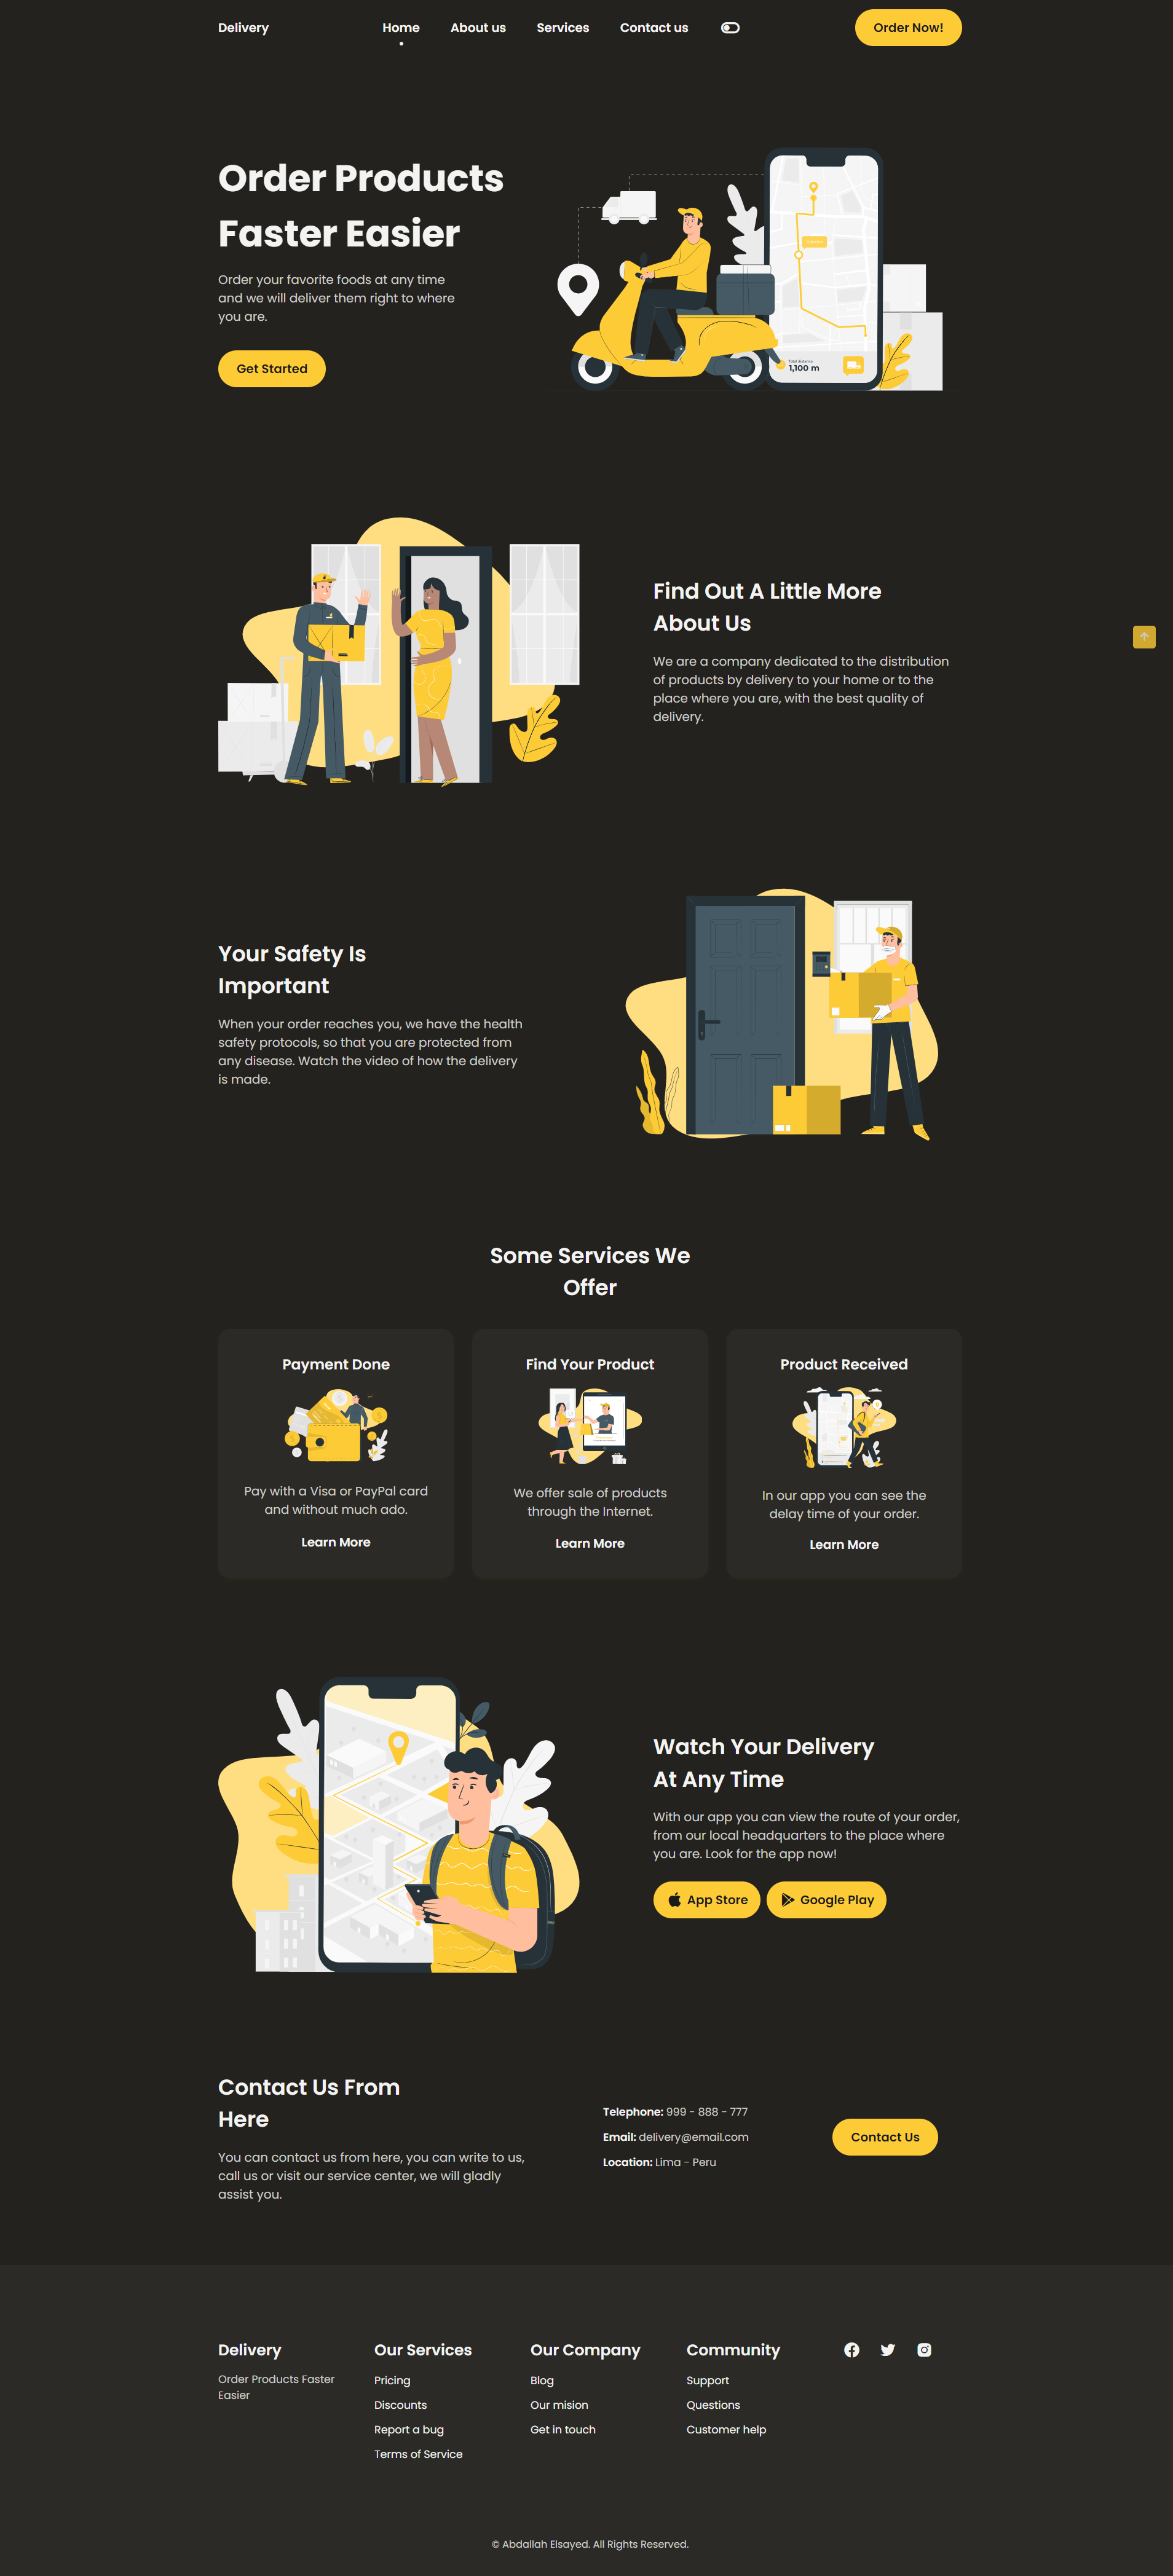 Delivery
Home
About us
Services
Contact us
Order Now!
Order Products
Faster Easier
Order your favorite foods at any time
and we will deliver them right to where
you are.
Get Started
Total distance
1,100 m
Find Out A Little More
About Us
We are a company dedicated to the distribution
of products by delivery to your home or to the
place where you are, with the best quality of
delivery.
Your Safety Is
Important
When your order reaches you, we have the health
safety protocols, so that you are protected from
any disease. Watch the video of how the delivery
is made.
Some Services We
Offer
Payment Done
Pay with a Visa or PayPal card
and without much ado.
Learn More
Find Your Product
We offer sale of products
through the Internet.
Learn More
Product Received
In our app you can see the
delay time of your order.
Learn More
Watch Your Delivery
At Any Time
With our app you can view the route of your order,
from our local headquarters to the place where
you are. Look for the app now!
App Store
Google Play
Contact Us From
Here
You can contact us from here, you can write to us,
call us or visit our service center, we will gladly
assist you.
Telephone: 999 - 888 - 777
Email: delivery@email.com
Location: Lima - Peru
Contact Us
Delivery
Order Products Faster
Easier
Our Services
Pricing
Discounts
Report a bug
Terms of Service
Our Company
Blog
Our mision
Get in touch
Community
Support
Questions
Customer help
© Abdallah Elsayed. All Rights Reserved.